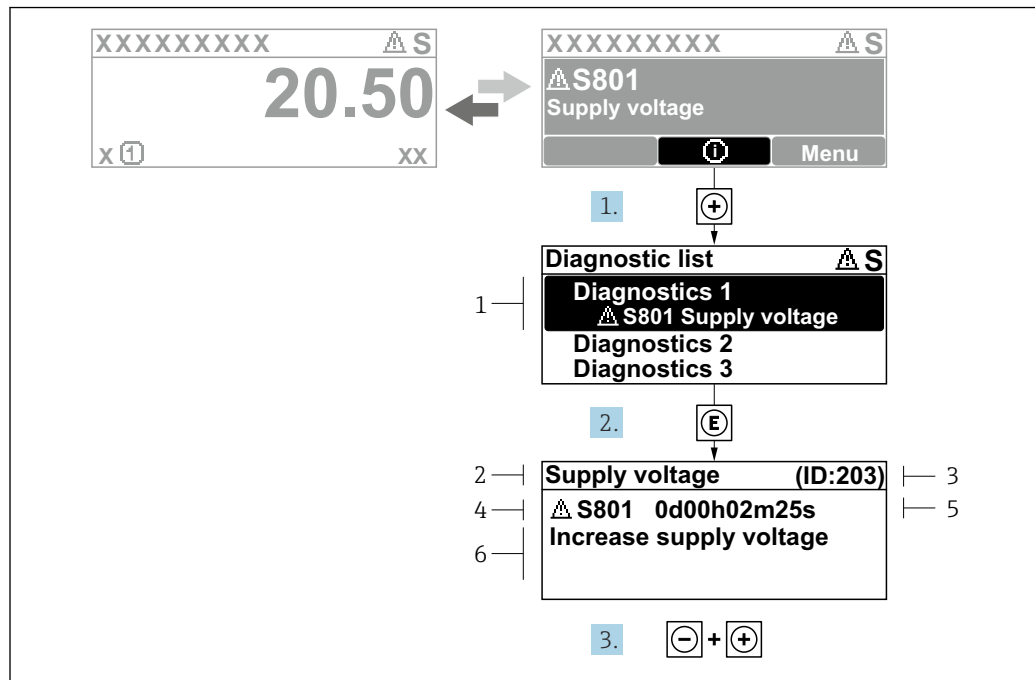 XXXXXXXXX ⚠ S
20.50
x ① xx
XXXXXXXXX ⚠ S
⚠ S801
Supply voltage
ⓘ Menu
1. +
Diagnostic list ⚠ S
1
Diagnostics 1
⚠ S801 Supply voltage
Diagnostics 2
Diagnostics 3
2. E
2 Supply voltage (ID:203) 3
4 ⚠ S801 0d00h02m25s 5
6 Increase supply voltage
3. - + +